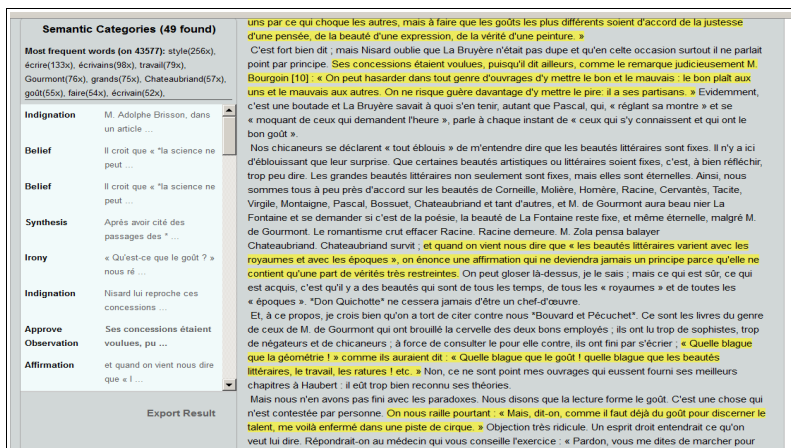 Semantic Categories (49 found)
Most frequent words (on 43577): style(256x),
écrire(133x), écrivains(98x), travail(79x),
Gourmont(76x), grands(75x), Chateaubriand(57x),
goût(55x), faire(54x), écrivain(52x),
Indignation M. Adolphe Brisson, dans
un article ...
Belief Il croit que « *la science ne
peut ...
Belief Il croit que « *la science ne
peut ...
Synthesis Après avoir cité des
passages des * ...
Irony « Qu'est-ce que le goût ? »
nous ré ...
Indignation Nisard lui reproche ces
concessions ...
Approve Ses concessions étaient
Observation voulues, pu ...
Affirmation et quand on vient nous dire
que « l ...
Export Result
uns par ce qui choque les autres, mais à faire que les goûts les plus différents soient d'accord de la justesse
d'une pensée, de la beauté d'une expression, de la vérité d'une peinture. »
C'est fort bien dit ; mais Nisard oublie que La Bruyère n'était pas dupe et qu'en celte occasion surtout il ne parlait
point par principe. Ses concessions étaient voulues, puisqu'il dit ailleurs, comme le remarque judicieusement M.
Bourgoin [10] : « On peut hasarder dans tout genre d'ouvrages d'y mettre le bon et le mauvais : le bon plaît aux
uns et le mauvais aux autres. On ne risque guère davantage d'y mettre le pire: il a ses partisans. » Evidemment,
c'est une boutade et La Bruyère savait à quoi s'en tenir, autant que Pascal, qui, « réglant sa montre » et se
« moquant de ceux qui demandent l'heure », parle à chaque instant de « ceux qui s'y connaissent et qui ont le
bon goût ».
Nos chicaneurs se déclarent « tout éblouis » de m'entendre dire que les beautés littéraires sont fixes. Il n'y a ici
d'éblouissant que leur surprise. Que certaines beautés artistiques ou littéraires soient fixes, c'est, à bien réfléchir,
trop peu dire. Les grandes beautés littéraires non seulement sont fixes, mais elles sont éternelles. Ainsi, nous
sommes tous à peu près d'accord sur les beautés de Corneille, Molière, Homère, Racine, Cervantès, Tacite,
Virgile, Montaigne, Pascal, Bossuet, Chateaubriand et tant d'autres, et M. de Gourmont aura beau nier La
Fontaine et se demander si c'est de la poésie, la beauté de La Fontaine reste fixe, et même éternelle, malgré M.
de Gourmont. Le romantisme crut effacer Racine. Racine demeure. M. Zola pensa balayer
Chateaubriand. Chateaubriand survit ; et quand on vient nous dire que « les beautés littéraires varient avec les
royaumes et avec les époques », on énonce une affirmation qui ne deviendra jamais un principe parce qu'elle ne
contient qu'une part de vérités très restreintes. On peut gloser là-dessus, je le sais ; mais ce qui est sûr, ce qui
est acquis, c'est qu'il y a des beautés qui sont de tous les temps, de tous les « royaumes » et de toutes les
« époques ». *Don Quichotte* ne cessera jamais d'être un chef-d'œuvre.
Et, à ce propos, je crois bien qu'on a tort de citer contre nous *Bouvard et Pécuchet*. Ce sont les livres du genre
de ceux de M. de Gourmont qui ont brouillé la cervelle des deux bons employés ; ils ont lu trop de sophistes, trop
de négateurs et de chicaneurs ; à force de consulter le pour elle contre, ils ont fini par s'écrier ; « Quelle blague
que la géométrie ! » comme ils auraient dit : « Quelle blague que le goût ! quelle blague que les beautés
littéraires, le travail, les ratures ! etc. » Non, ce ne sont point mes ouvrages qui eussent fourni ses meilleurs
chapitres à Haubert : il eût trop bien reconnu ses théories.
Mais nous n'en avons pas fini avec les paradoxes. Nous disons que la lecture forme le goût. C'est une chose qui
n'est contestée par personne. On nous raille pourtant : « Mais, dit-on, comme il faut déjà du goût pour discerner le
talent, me voilà enfermé dans une piste de cirque. » Objection très ridicule. Un esprit droit entendrait ce qu'on
veut lui dire. Répondrait-on au médecin qui vous conseille l'exercice : « Pardon, vous me dites de marcher pour